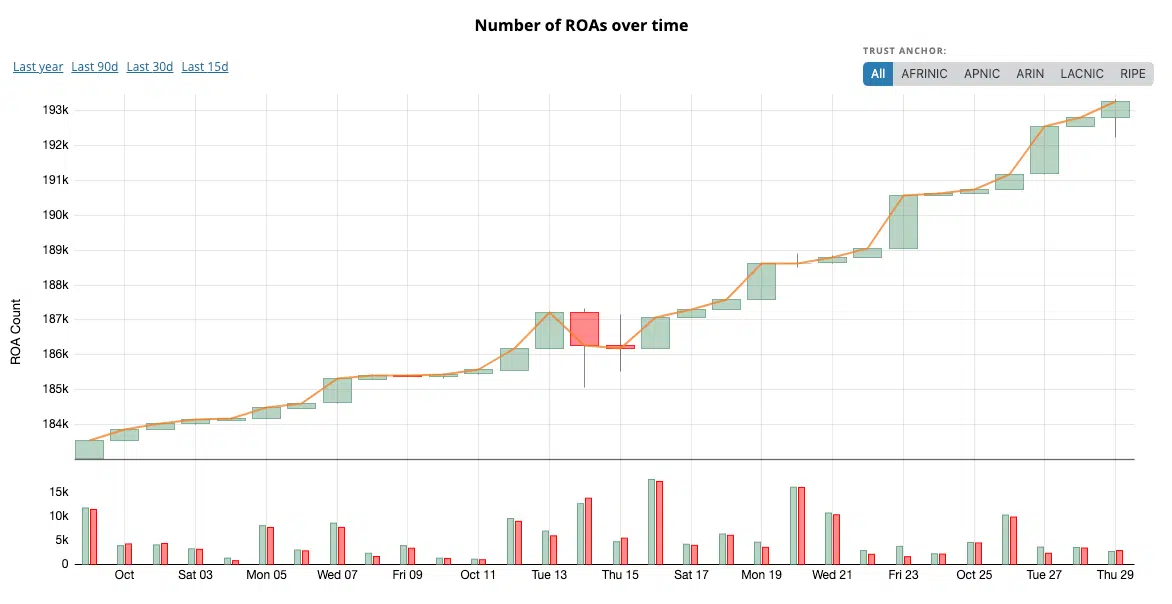 Number of ROAs over time
Last year Last 90d Last 30d Last 15d
TRUST ANCHOR:
All AFRINIC APNIC ARIN LACNIC RIPE
ROA Count
193k
192k
191k
190k
189k
188k
187k
186k
185k
184k
15k
10k
5k
0
Oct Sat 03 Mon 05 Wed 07 Fri 09 Oct 11 Tue 13 Thu 15 Sat 17 Mon 19 Wed 21 Fri 23 Oct 25 Tue 27 Thu 29